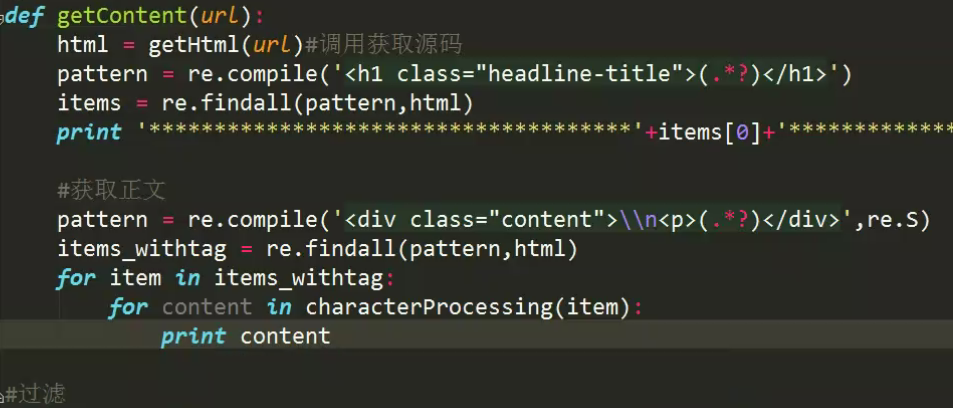 def getContent(url):
    html = getHtml(url)#调用获取源码
    pattern = re.compile('<h1 class="headline-title">(.*?)</h1>')
    items = re.findall(pattern,html)
    print '*************************************'+items[0]+'*************

    #获取正文
    pattern = re.compile('<div class="content">\\n<p>(.*?)</div>',re.S)
    items_withtag = re.findall(pattern,html)
    for item in items_withtag:
        for content in characterProcessing(item):
            print content

#过滤